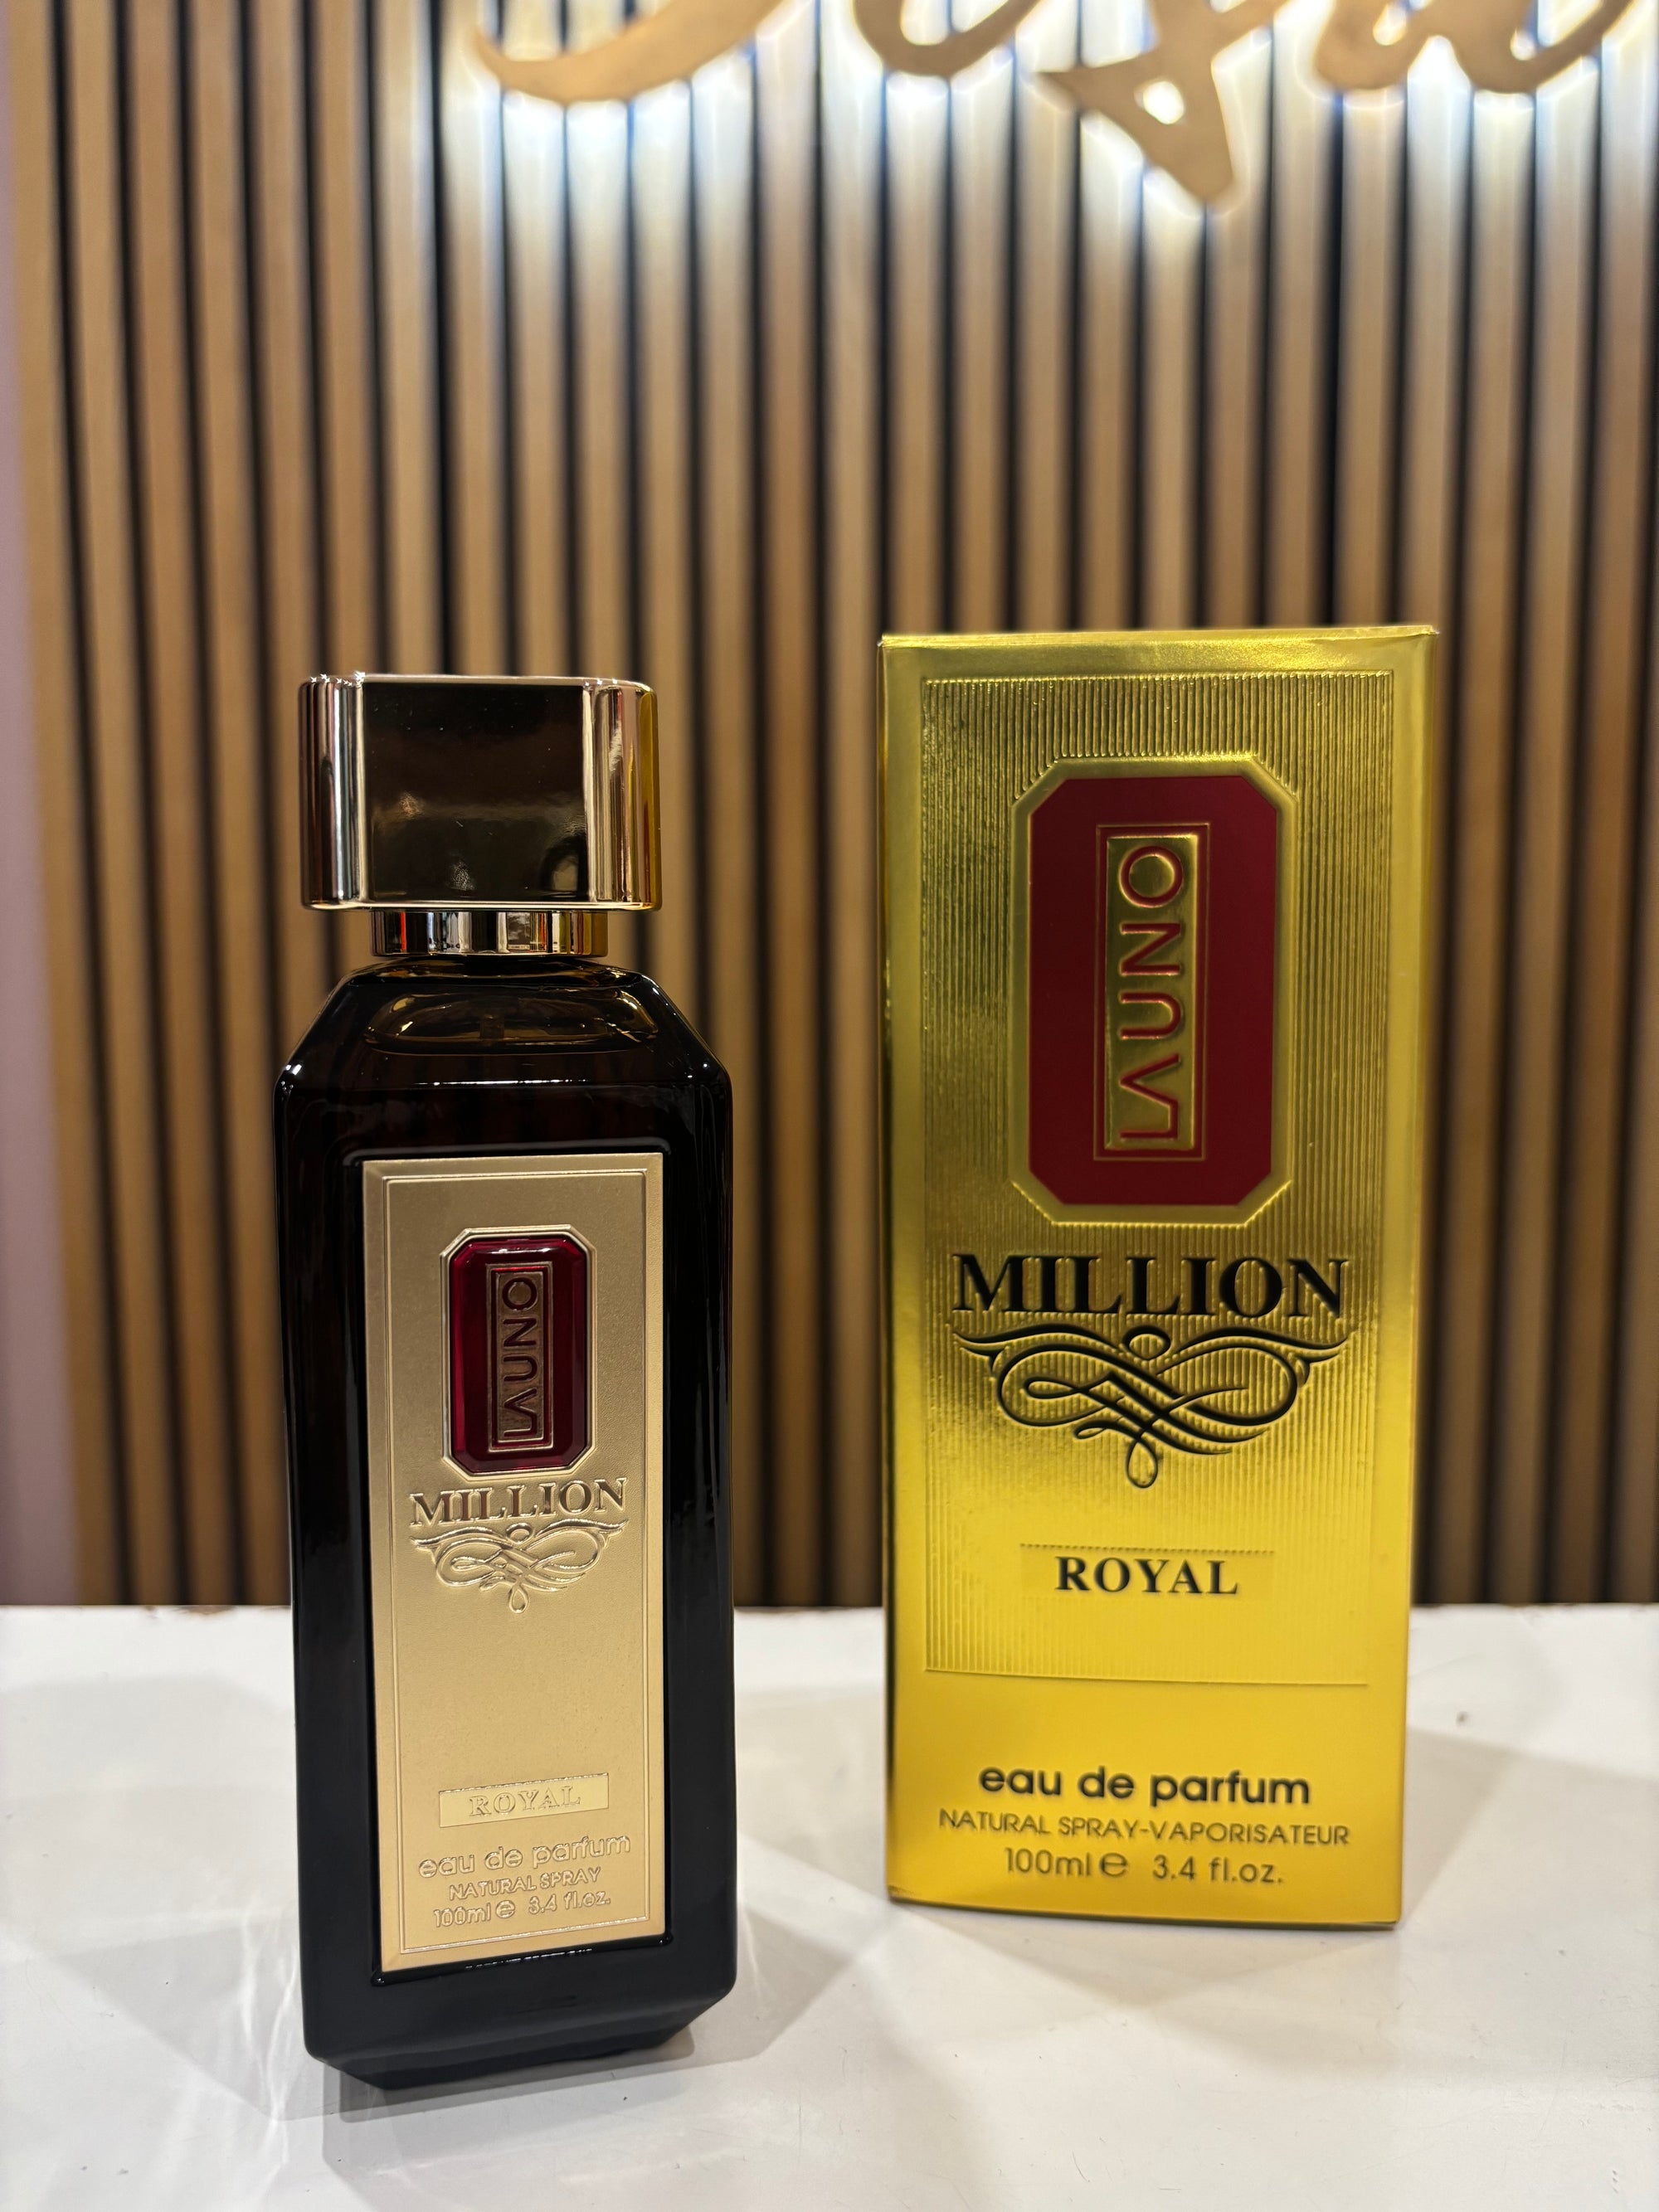 LAUNO
MILLION
ROYAL
eau de parfum
NATURAL SPRAY
100ml e 3.4 fl.oz.
LAUNO
MILLION
ROYAL
eau de parfum
NATURAL SPRAY-VAPORISATEUR
100ml e 3.4 fl.oz.